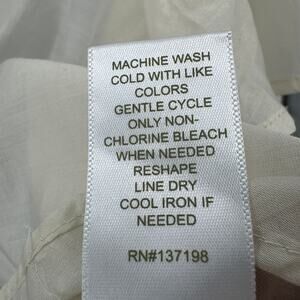 MACHINE WASH
COLD WITH LIKE
COLORS
GENTLE CYCLE
ONLY NON-
CHLORINE BLEACH
WHEN NEEDED
RESHAPE
LINE DRY
COOL IRON IF
NEEDED
RN#137198